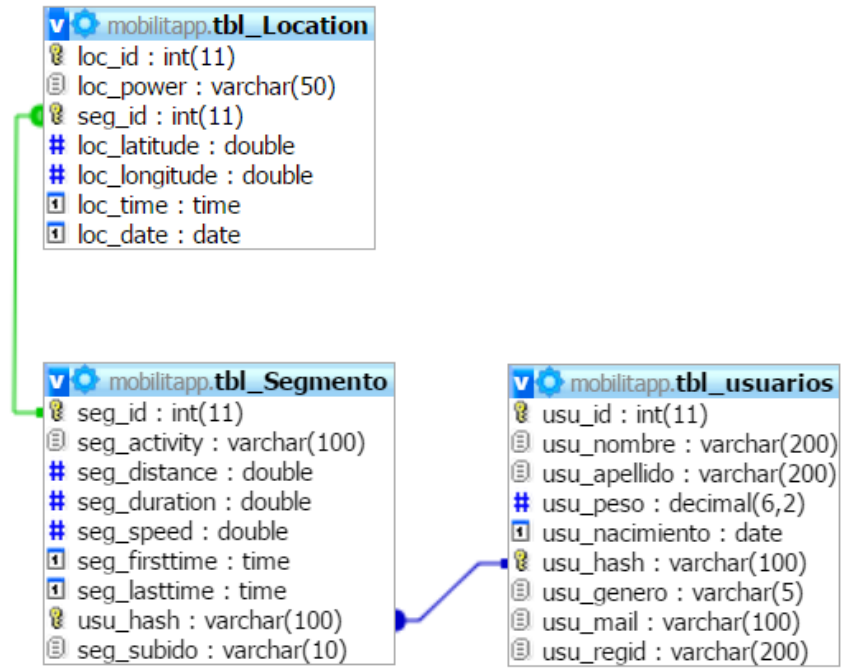 mobilitapp.tbl_Location
loc_id : int(11)
loc_power : varchar(50)
seg_id : int(11)
# loc_latitude : double
# loc_longitude : double
loc_time : time
loc_date : date
mobilitapp.tbl_Segmento
seg_id : int(11)
seg_activity : varchar(100)
# seg_distance : double
# seg_duration : double
# seg_speed : double
seg_firsttime : time
seg_lasttime : time
usu_hash : varchar(100)
seg_subido : varchar(10)
mobilitapp.tbl_usuarios
usu_id : int(11)
usu_nombre : varchar(200)
usu_apellido : varchar(200)
# usu_peso : decimal(6,2)
usu_nacimiento : date
usu_hash : varchar(100)
usu_genero : varchar(5)
usu_mail : varchar(100)
usu_regid : varchar(200)